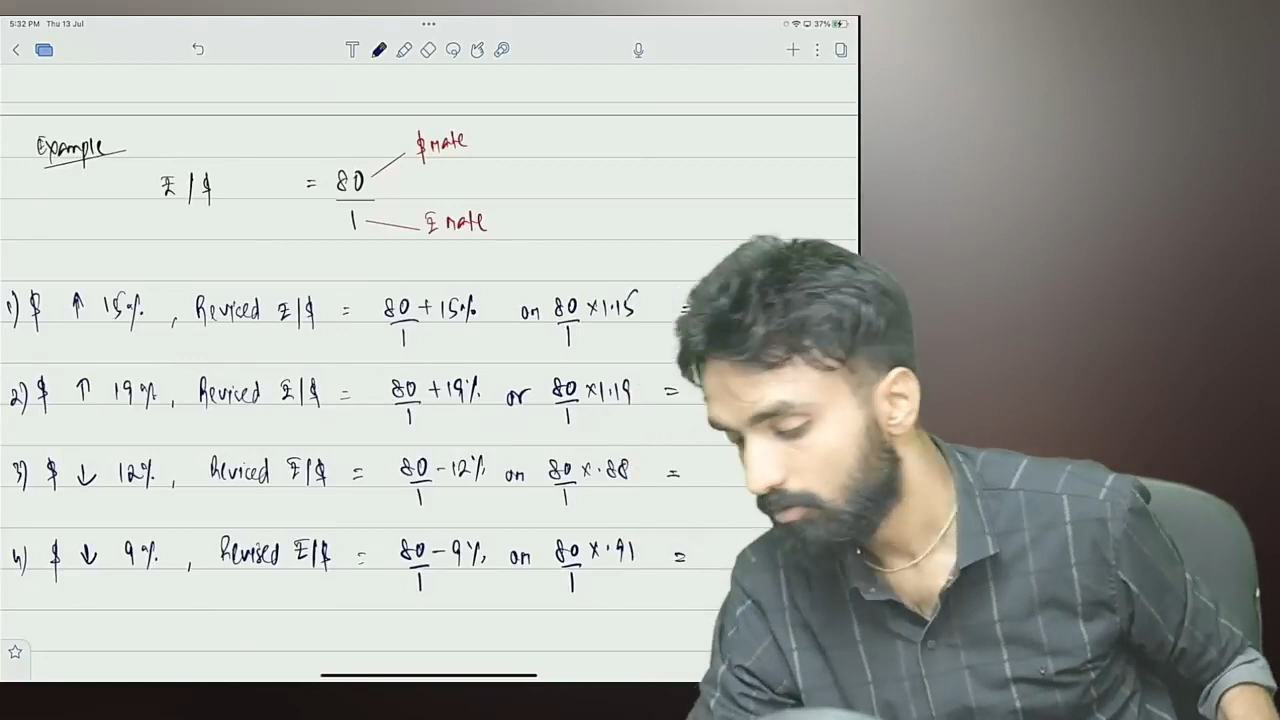 5:32 PM Thu 13 Jul
37%
Example
$ rate
₹/$ = 80/1
₹ rate
1) $ ↑ 15%, Revised ₹/$ = 80/1 + 15% or 80/1 × 1.15 =
2) $ ↑ 19%, Revised ₹/$ = 80/1 + 19% or 80/1 × 1.19 =
3) $ ↓ 12%, Revised ₹/$ = 80/1 - 12% or 80/1 × .88 =
4) $ ↓ 9%, Revised ₹/$ = 80/1 - 9% or 80/1 × .91 =